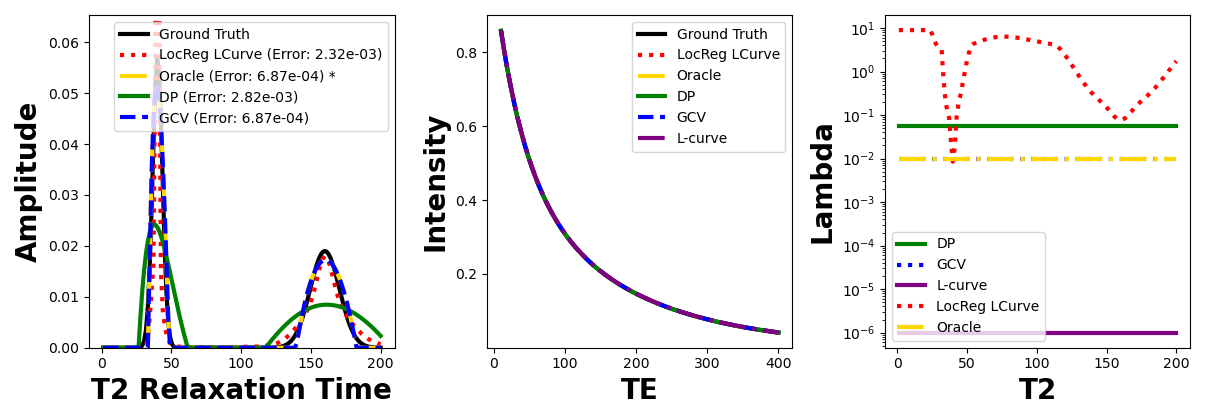 Amplitude
0.06
0.05
0.04
0.03
0.02
0.01
0.00
Ground Truth
LocReg LCurve (Error: 2.32e-03)
Oracle (Error: 6.87e-04) *
DP (Error: 2.82e-03)
GCV (Error: 6.87e-04)
0 50 100 150 200
T2 Relaxation Time
Intensity
0.8
0.6
0.4
0.2
Ground Truth
LocReg LCurve
Oracle
DP
GCV
L-curve
0 100 200 300 400
TE
Lambda
10¹
10⁰
10⁻¹
10⁻²
10⁻³
10⁻⁴
10⁻⁵
10⁻⁶
DP
GCV
L-curve
LocReg LCurve
Oracle
0 50 100 150 200
T2